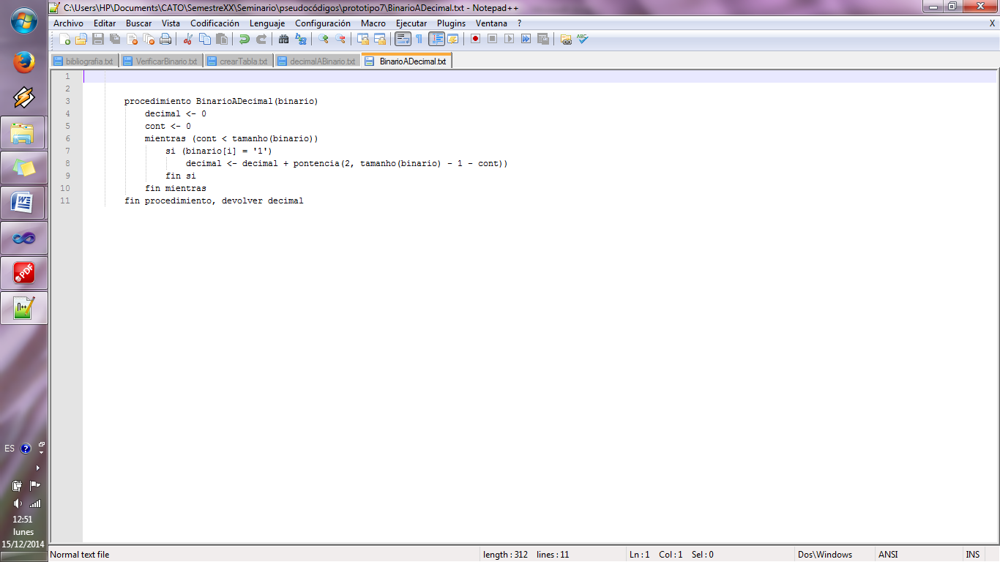 C:\Users\HP\Documents\CATO\SemestreXX\Seminario\pseudocódigos\prototipo7\BinarioADecimal.txt - Notepad++
Archivo Editar Buscar Vista Codificación Lenguaje Configuración Macro Ejecutar Plugins Ventana ? X
bibliografia.txt VerificarBinario.txt crearTabla.txt decimalABinario.txt BinarioADecimal.txt
1
2
3 procedimiento BinarioADecimal(binario)
4 decimal <- 0
5 cont <- 0
6 mientras (cont < tamanho(binario))
7 si (binario[i] = '1')
8 decimal <- decimal + pontencia(2, tamanho(binario) - 1 - cont))
9 fin si
10 fin mientras
11 fin procedimiento, devolver decimal
ES
12:51
lunes
15/12/2014
Normal text file length : 312 lines : 11 Ln : 1 Col : 1 Sel : 0 Dos\Windows ANSI INS